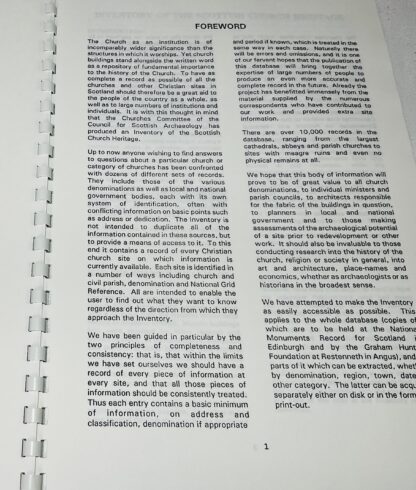 FOREWORD
The Church as an institution is of
incomparably wider significance than the
structures in which it worships. Yet church
buildings stand alongside the written word
as a repository of fundamental importance
to the history of the Church. To have as
complete a record as possible of all the
churches and other Christian sites in
Scotland should therefore be a great aid to
the people of the country as a whole, as
well as to large numbers of institutions and
individuals. It is with this thought in mind
that the Churches Committee of the
Council for Scottish Archaeology has
produced an Inventory of the Scottish
Church Heritage.
Up to now anyone wishing to find answers
to questions about a particular church or
category of churches has been confronted
with dozens of different sets of records.
They include those of the various
denominations as well as local and national
government bodies, each with its own
system of identification, often with
conflicting information on basic points such
as address or dedication. The Inventory is
not intended to duplicate all of the
information contained in these sources, but
to provide a means of access to it. To this
end it contains a record of every Christian
church site on which information is
currently available. Each site is identified in
a number of ways including church and
civil parish, denomination and National Grid
Reference. All are intended to enable the
user to find out what they want to know
regardless of the direction from which they
approach the Inventory.
We have been guided in particular by the
two principles of completeness and
consistency: that is, that within the limits
we have set ourselves we should have a
record of every piece of information at
every site, and that all those pieces of
information should be consistently treated.
Thus each entry contains a basic minimum
of information, on address and
classification, denomination if appropriate
and period if known, which is treated in the
same way in each case. Naturally there
will be errors and omissions, and it is one
of our fervent hopes that the publication of
this database will bring together the
expertise of large numbers of people to
produce an even more accurate and
complete record in the future. Already the
project has benefitted immensely from the
material supplied by the numerous
correspondents who have contributed to
our work and provided extra site
information.
There are over 10,000 records in the
database, ranging from the largest
cathedrals, abbeys and parish churches to
sites with meagre ruins and even no
physical remains at all.
We hope that this body of information will
prove to be of great value to all church
denominations, to individual ministers and
parish councils, to architects responsible
for the fabric of the buildings in question,
to planners in local and national
government and to those making
assessments of the archaeological potential
of a site prior to redevelopment or other
work. It should also be invaluable to those
conducting research into the history of the
church, religion or society in general, into
art and architecture, place-names and
economics, whether as archaeologists or as
historians in the broadest sense.
We have attempted to make the Inventory
as easily accessible as possible. This
applies to the whole database (copies of
which are to be held at the Nationa
Monuments Record for Scotland i
Edinburgh and by the Graham Hunt
Foundation at Restenneth in Angus), and
parts of it which can be extracted, whet
by denomination, region, town, date
other category. The latter can be acqu
separately either on disk or in the form
print-out.
1